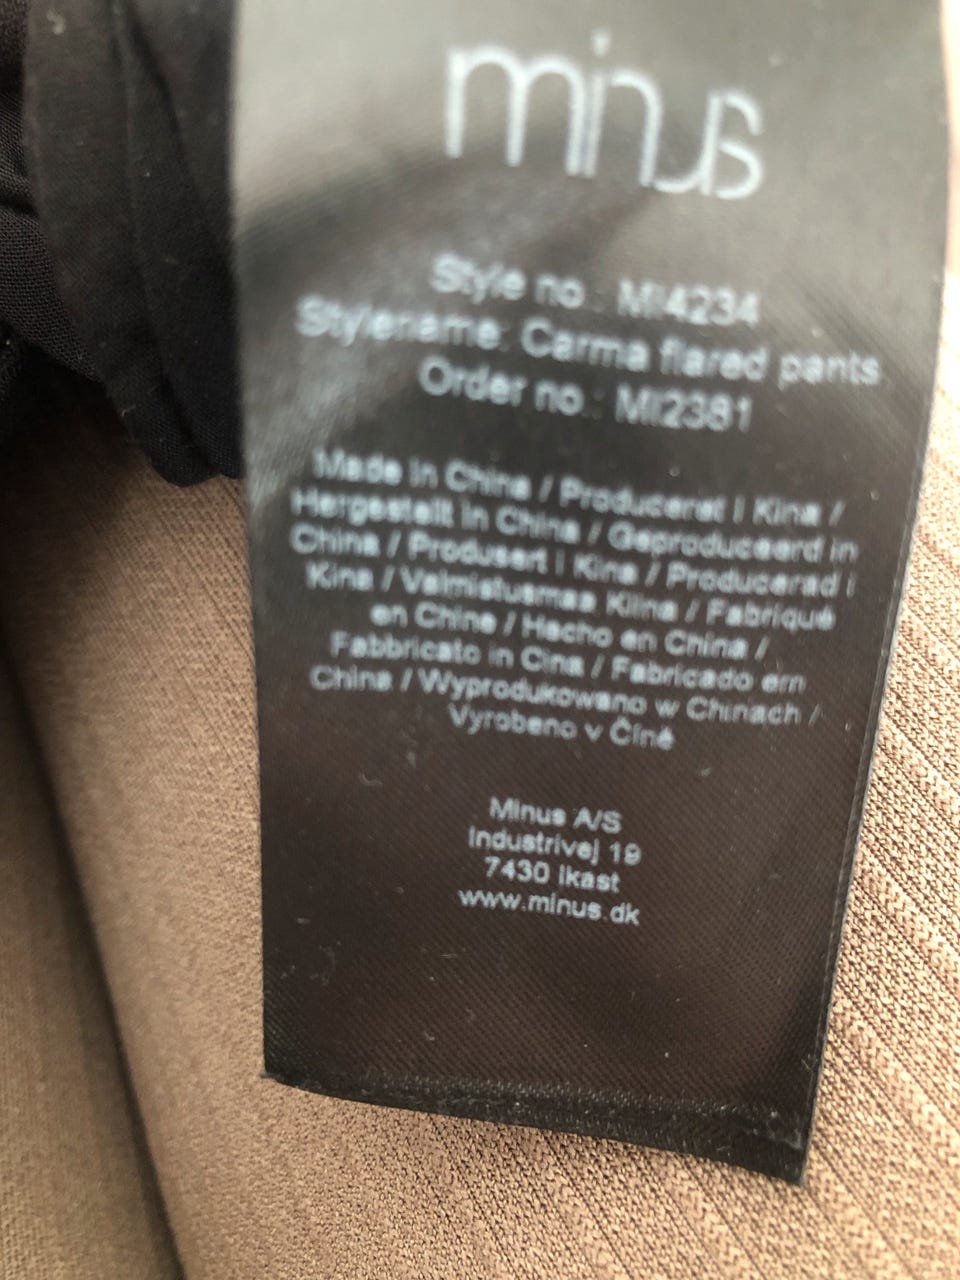 minus
Style no.: MI4234
Stylename: Carma flared pants
Order no.: MI2381
Made in China / Produceret i Kina /
Hergestellt in China / Geproduceerd in
China / Produsert i Kina / Producerad i
Kina / Valmistusmaa Kiina / Fabriqué
en Chine / Hecho en China /
Fabbricato in Cina / Fabricado em
China / Wyprodukowano w Chinach /
Vyrobeno v Číně
Minus A/S
Industrivej 19
7430 Ikast
www.minus.dk